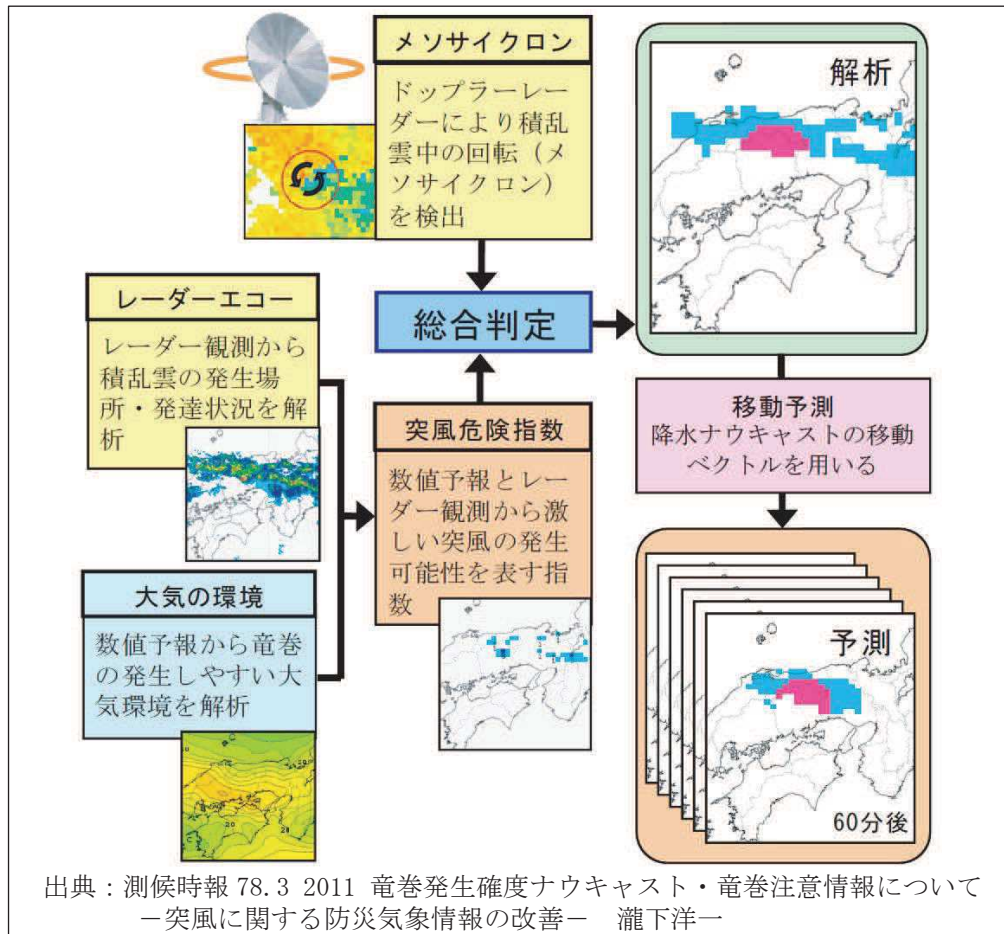 メソサイクロン
ドップラーレー
ダーにより積乱
雲中の回転（メ
ソサイクロン）
を検出
解析
レーダーエコー
レーダー観測から
積乱雲の発生場
所・発達状況を解
析
総合判定
大気の環境
数値予報から竜巻
の発生しやすい大
気環境を解析
突風危険指数
数値予報とレー
ダー観測から激
しい突風の発生
可能性を表す指
数
移動予測
降水ナウキャストの移動
ベクトルを用いる
予測
60分後
出典：測候時報 78.3 2011 竜巻発生確度ナウキャスト・竜巻注意情報について
－突風に関する防災気象情報の改善－ 瀧下洋一